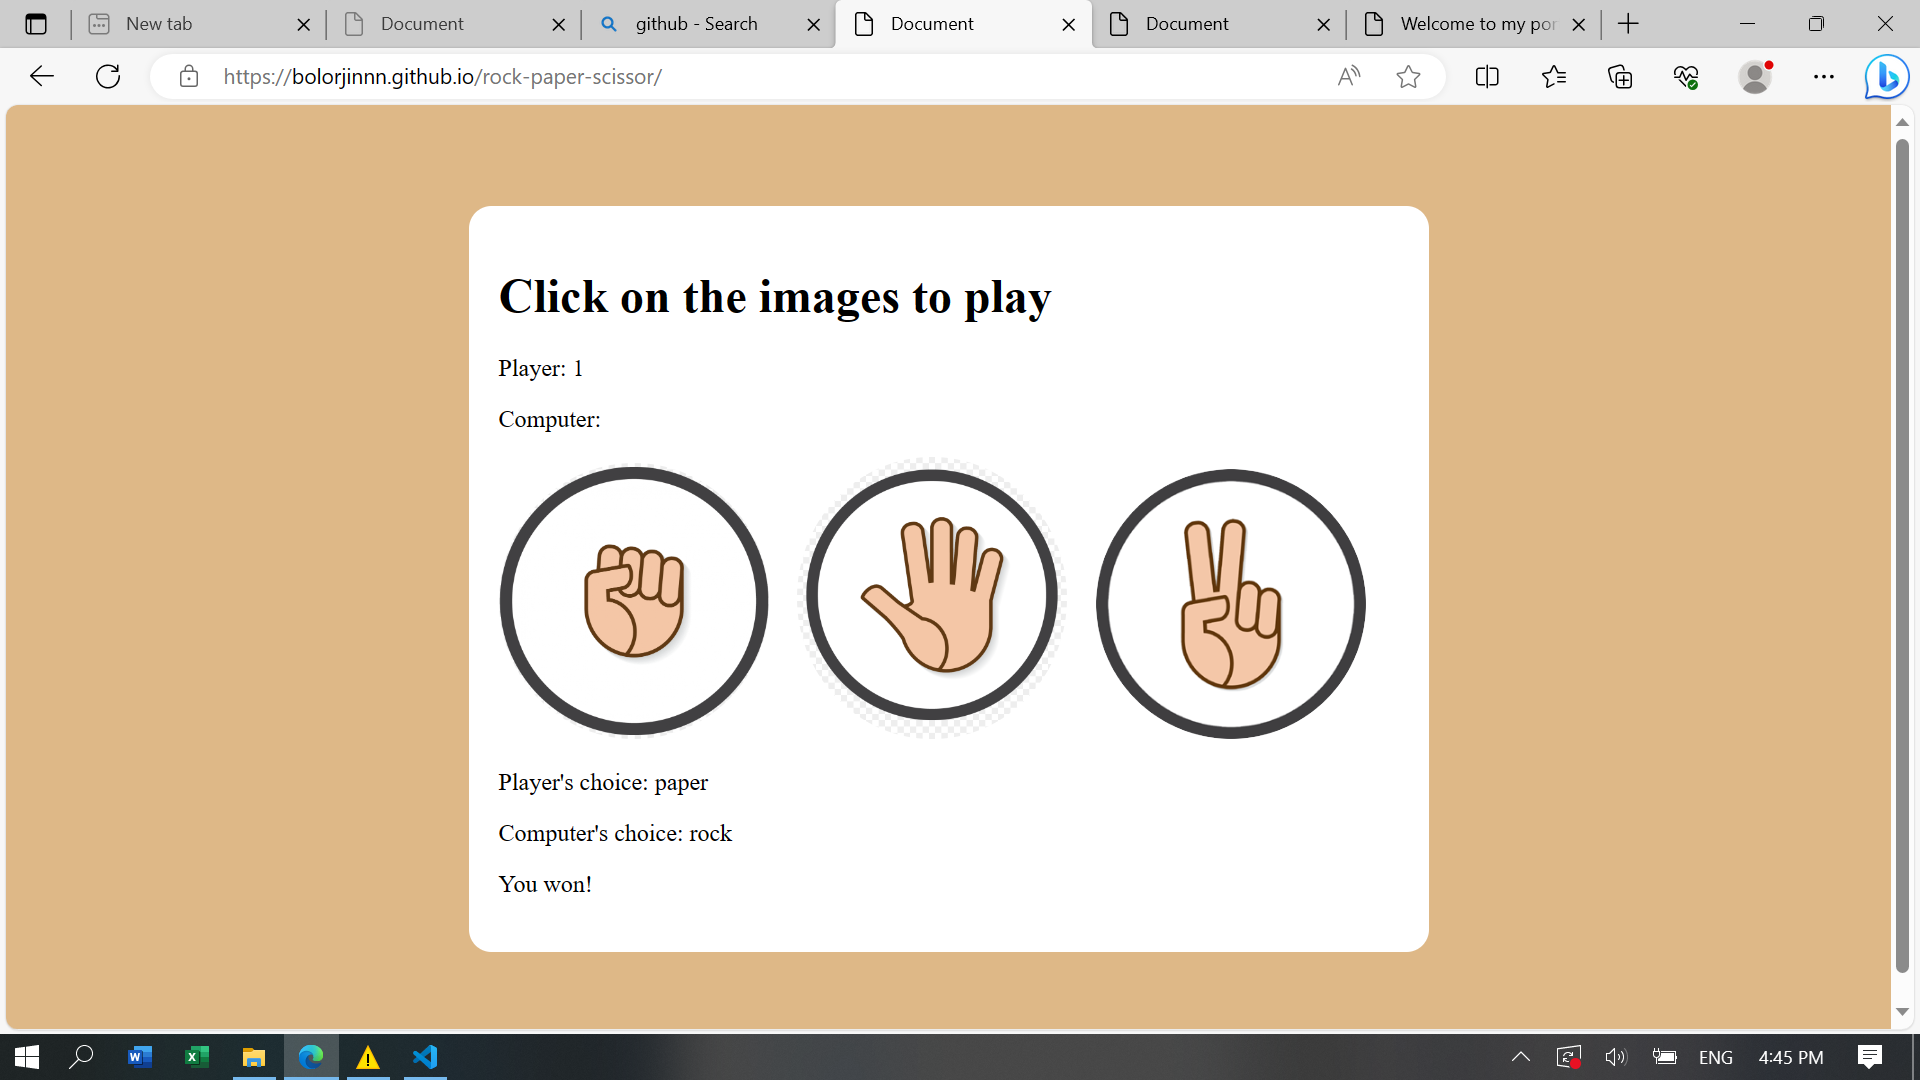 New tab
Document
github - Search
Document
Document
Welcome to my por
https://bolorjinnn.github.io/rock-paper-scissor/
Click on the images to play
Player: 1
Computer:
Player's choice: paper
Computer's choice: rock
You won!
ENG
4:45 PM